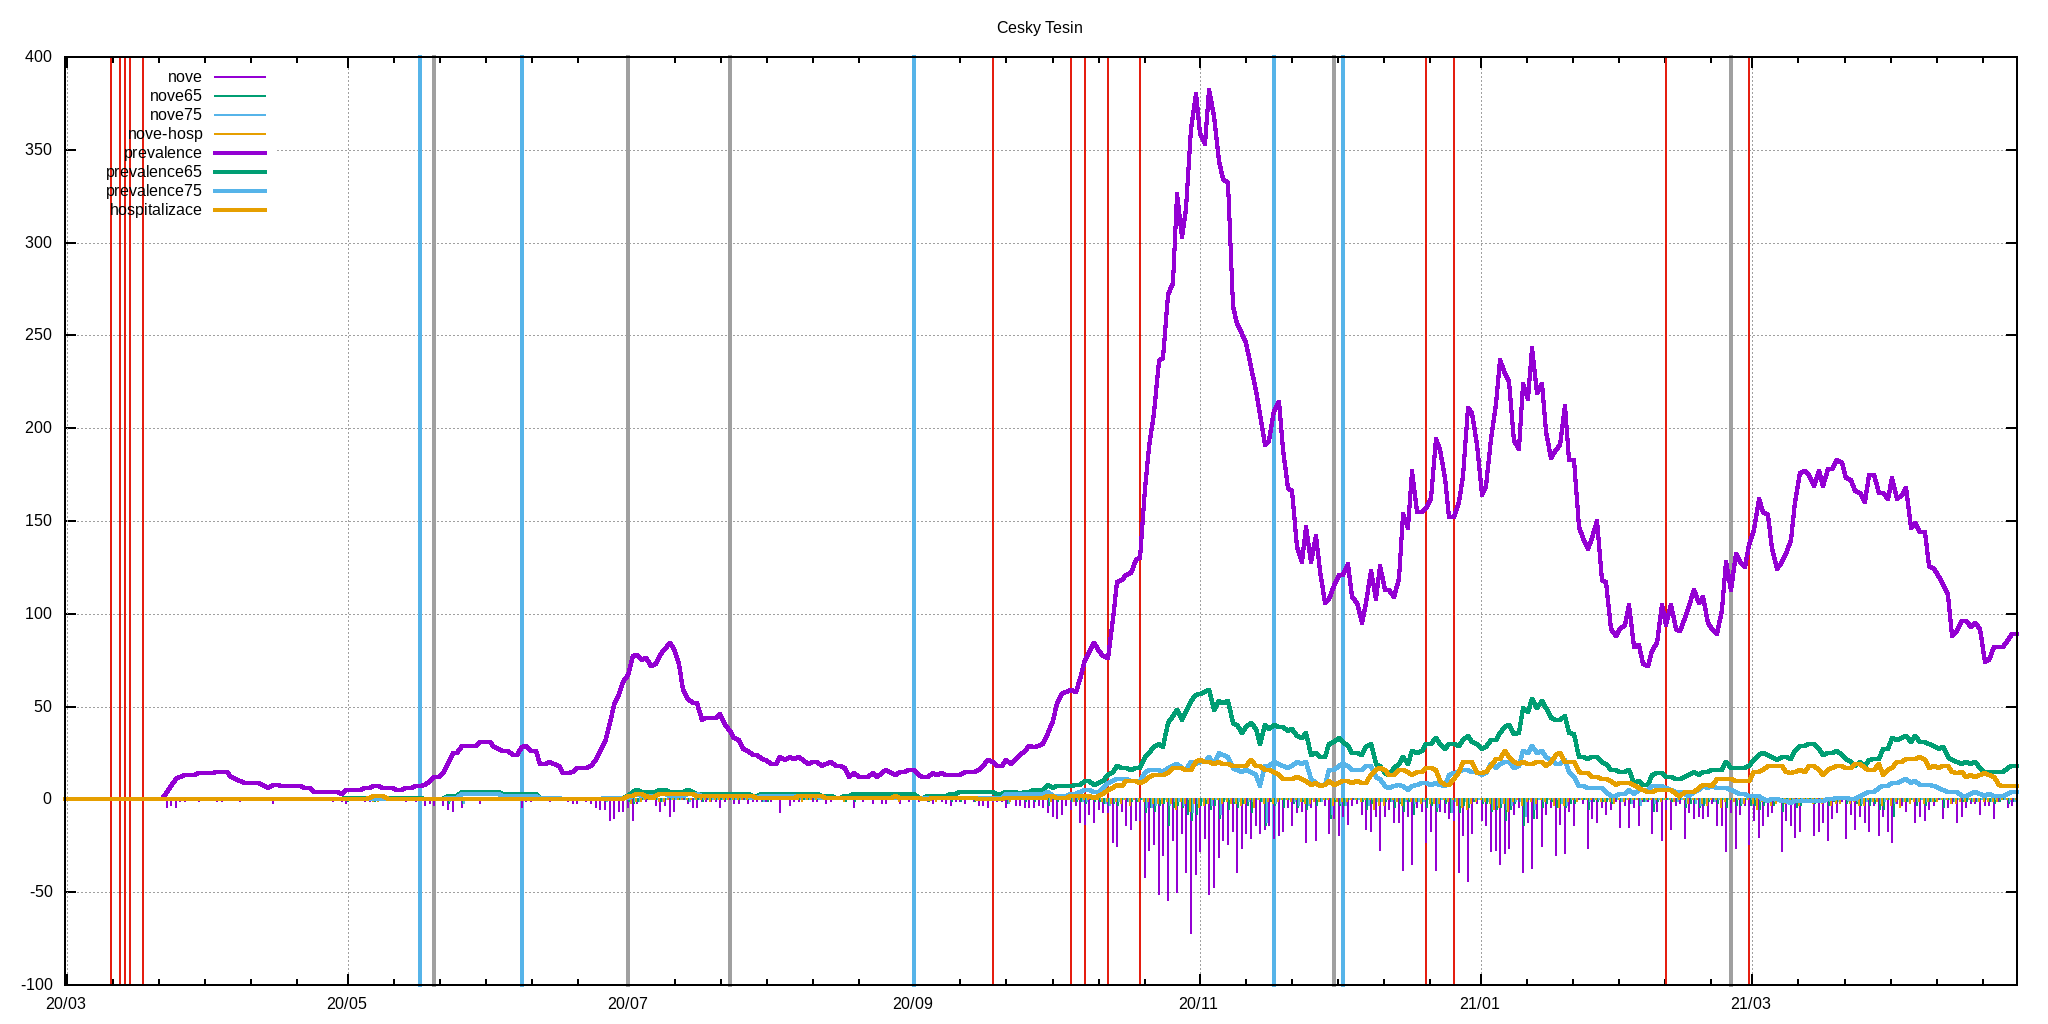 Cesky Tesin
400
350
300
250
200
150
100
50
0
-50
-100
nove
nove65
nove75
nove-hosp
prevalence
prevalence65
prevalence75
hospitalizace
20/03 20/05 20/07 20/09 20/11 21/01 21/03